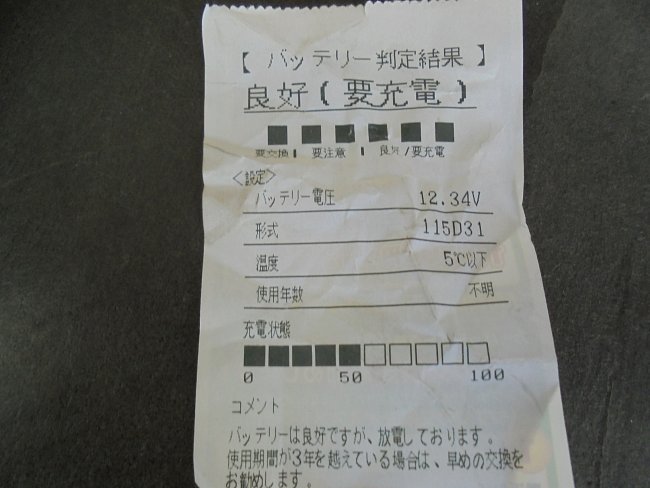 【 バッテリー判定結果 】
良好 ( 要充電 )
■ ■ ■ ■ ■ ■
要交換 | 要注意 | 良好 / 要充電
<設定>
バッテリー電圧 12.34V
形式 115D31
温度 5℃以下
使用年数 不明
充電状態
■■■■■□□□□□
0 50 100
コメント
バッテリーは良好ですが、放電しております。
使用期間が3年を越えている場合は、早めの交換を
お勧めします。